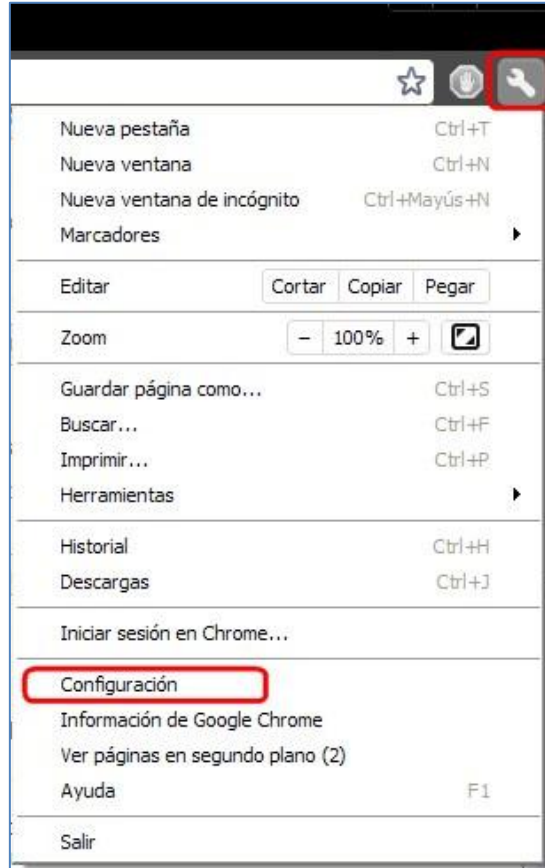 Nueva pestaña Ctrl+T
Nueva ventana Ctrl+N
Nueva ventana de incógnito Ctrl+Mayús+N
Marcadores
Editar Cortar Copiar Pegar
Zoom − 100% +
Guardar página como... Ctrl+S
Buscar... Ctrl+F
Imprimir... Ctrl+P
Herramientas
Historial Ctrl+H
Descargas Ctrl+J
Iniciar sesión en Chrome...
Configuración
Información de Google Chrome
Ver páginas en segundo plano (2)
Ayuda F1
Salir